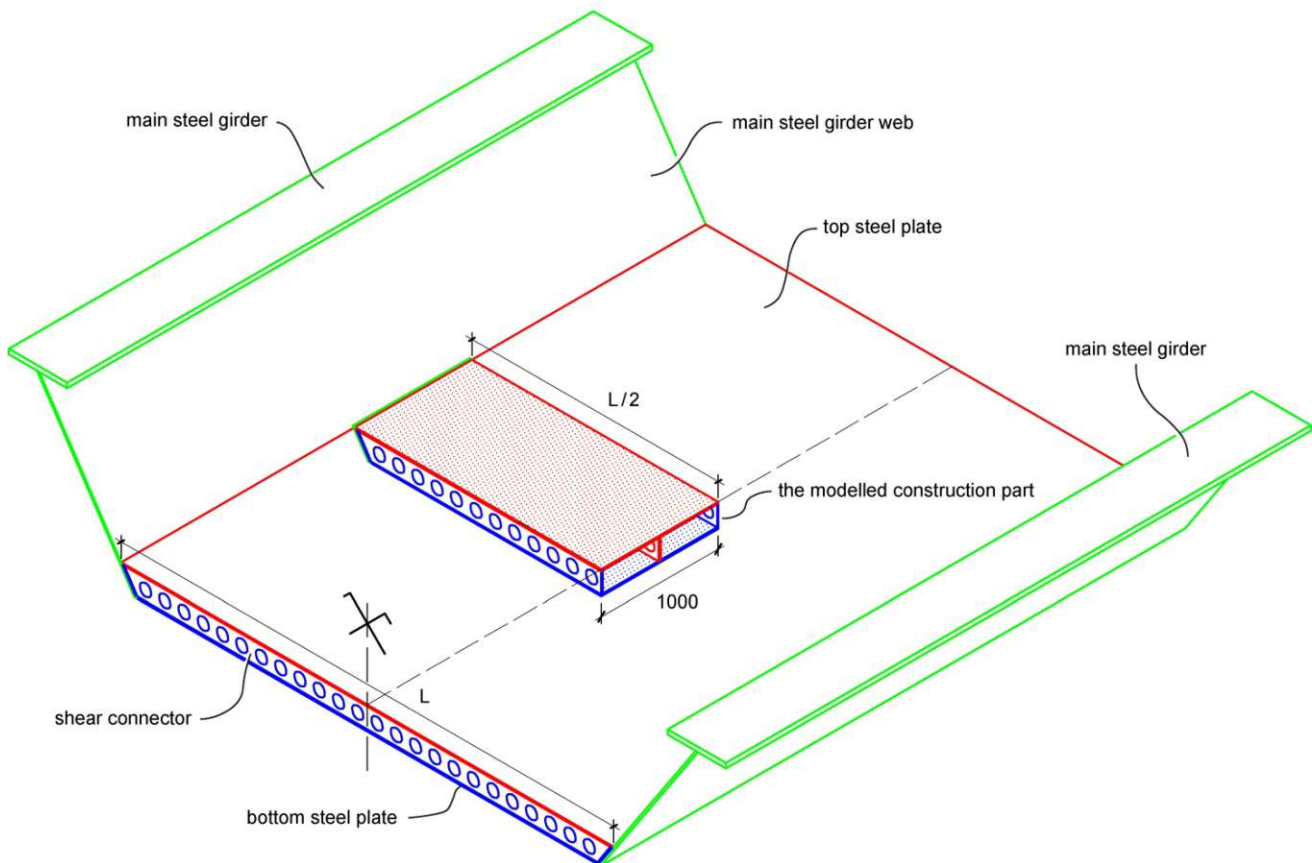 main steel girder
main steel girder web
top steel plate
main steel girder
L / 2
the modelled construction part
1000
L
shear connector
bottom steel plate